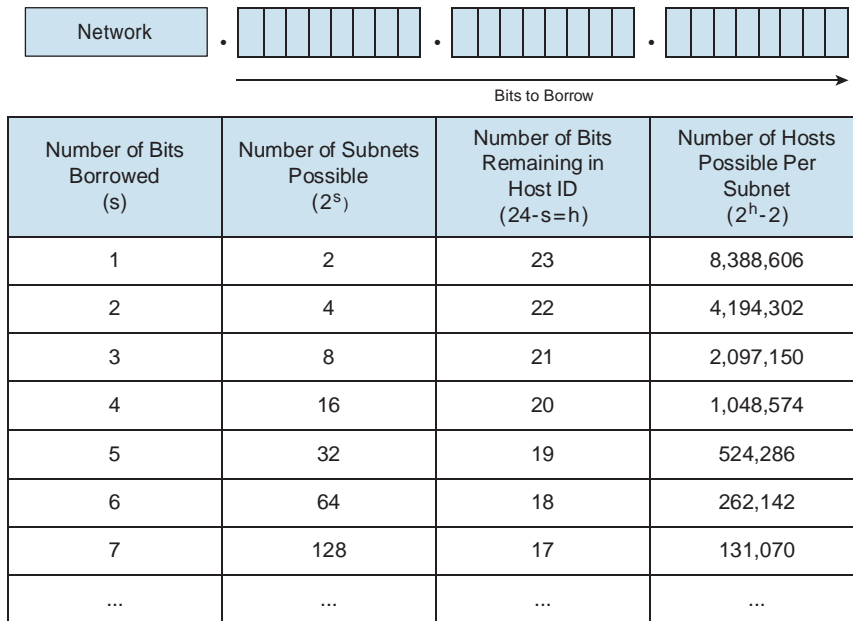 Network . . .
Bits to Borrow
Number of Bits Borrowed (s) Number of Subnets Possible (2^s) Number of Bits Remaining in Host ID (24-s=h) Number of Hosts Possible Per Subnet (2^h-2)
1 2 23 8,388,606
2 4 22 4,194,302
3 8 21 2,097,150
4 16 20 1,048,574
5 32 19 524,286
6 64 18 262,142
7 128 17 131,070
... ... ... ...